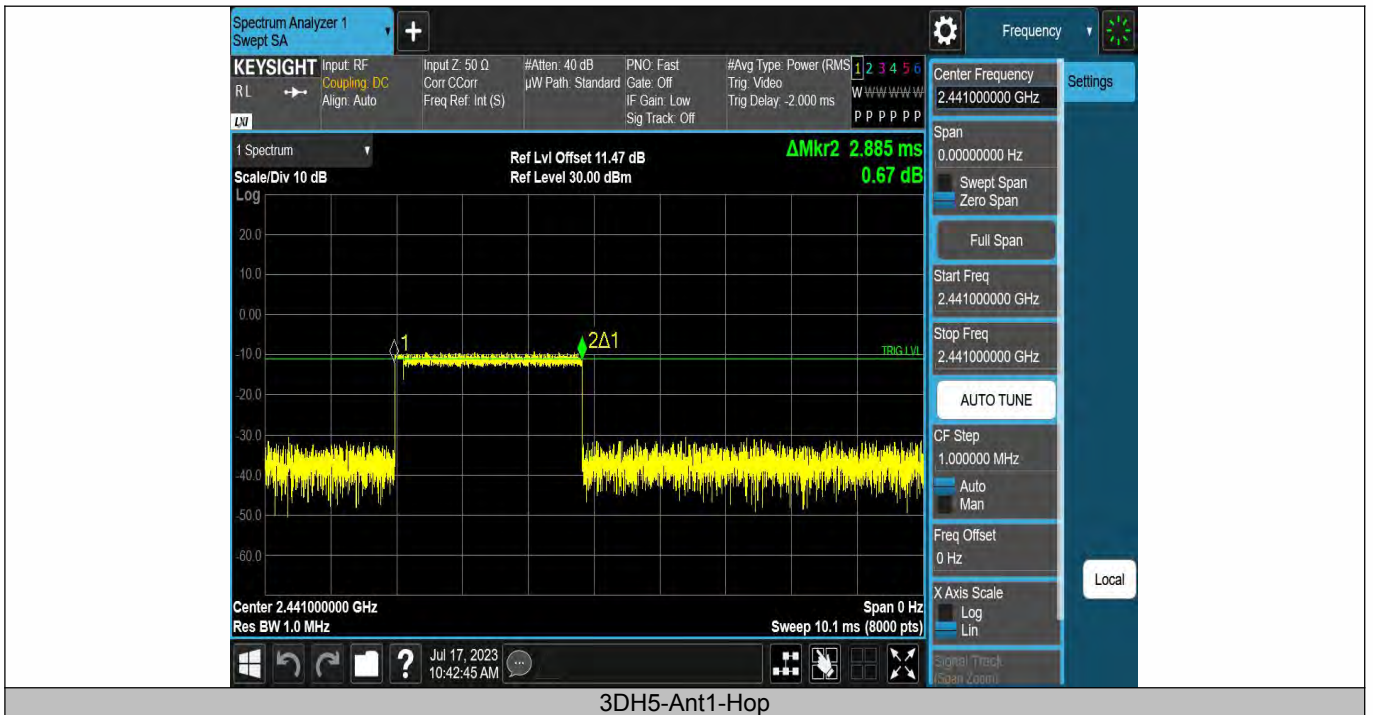 Spectrum Analyzer 1
Swept SA
Frequency
KEYSIGHT
RL
LXI
Input: RF
Coupling: DC
Align: Auto
Input Z: 50 Ω
Corr CCorr
Freq Ref: Int (S)
#Atten: 40 dB
µW Path: Standard
PNO: Fast
Gate: Off
IF Gain: Low
Sig Track: Off
#Avg Type: Power (RMS
Trig: Video
Trig Delay: -2.000 ms
1 2 3 4 5 6
W W W W W W
P P P P P P
1 Spectrum
Scale/Div 10 dB
Log
Ref Lvl Offset 11.47 dB
Ref Level 30.00 dBm
ΔMkr2 2.885 ms
0.67 dB
20.0
10.0
0.00
-10.0
-20.0
-30.0
-40.0
-50.0
-60.0
1
2Δ1
TRIG LVL
Center 2.441000000 GHz
Res BW 1.0 MHz
Span 0 Hz
Sweep 10.1 ms (8000 pts)
Center Frequency
2.441000000 GHz
Settings
Span
0.00000000 Hz
Swept Span
Zero Span
Full Span
Start Freq
2.441000000 GHz
Stop Freq
2.441000000 GHz
AUTO TUNE
CF Step
1.000000 MHz
Auto
Man
Freq Offset
0 Hz
X Axis Scale
Log
Lin
Signal Track
(Span Zoom)
Local
?
Jul 17, 2023
10:42:45 AM
3DH5-Ant1-Hop